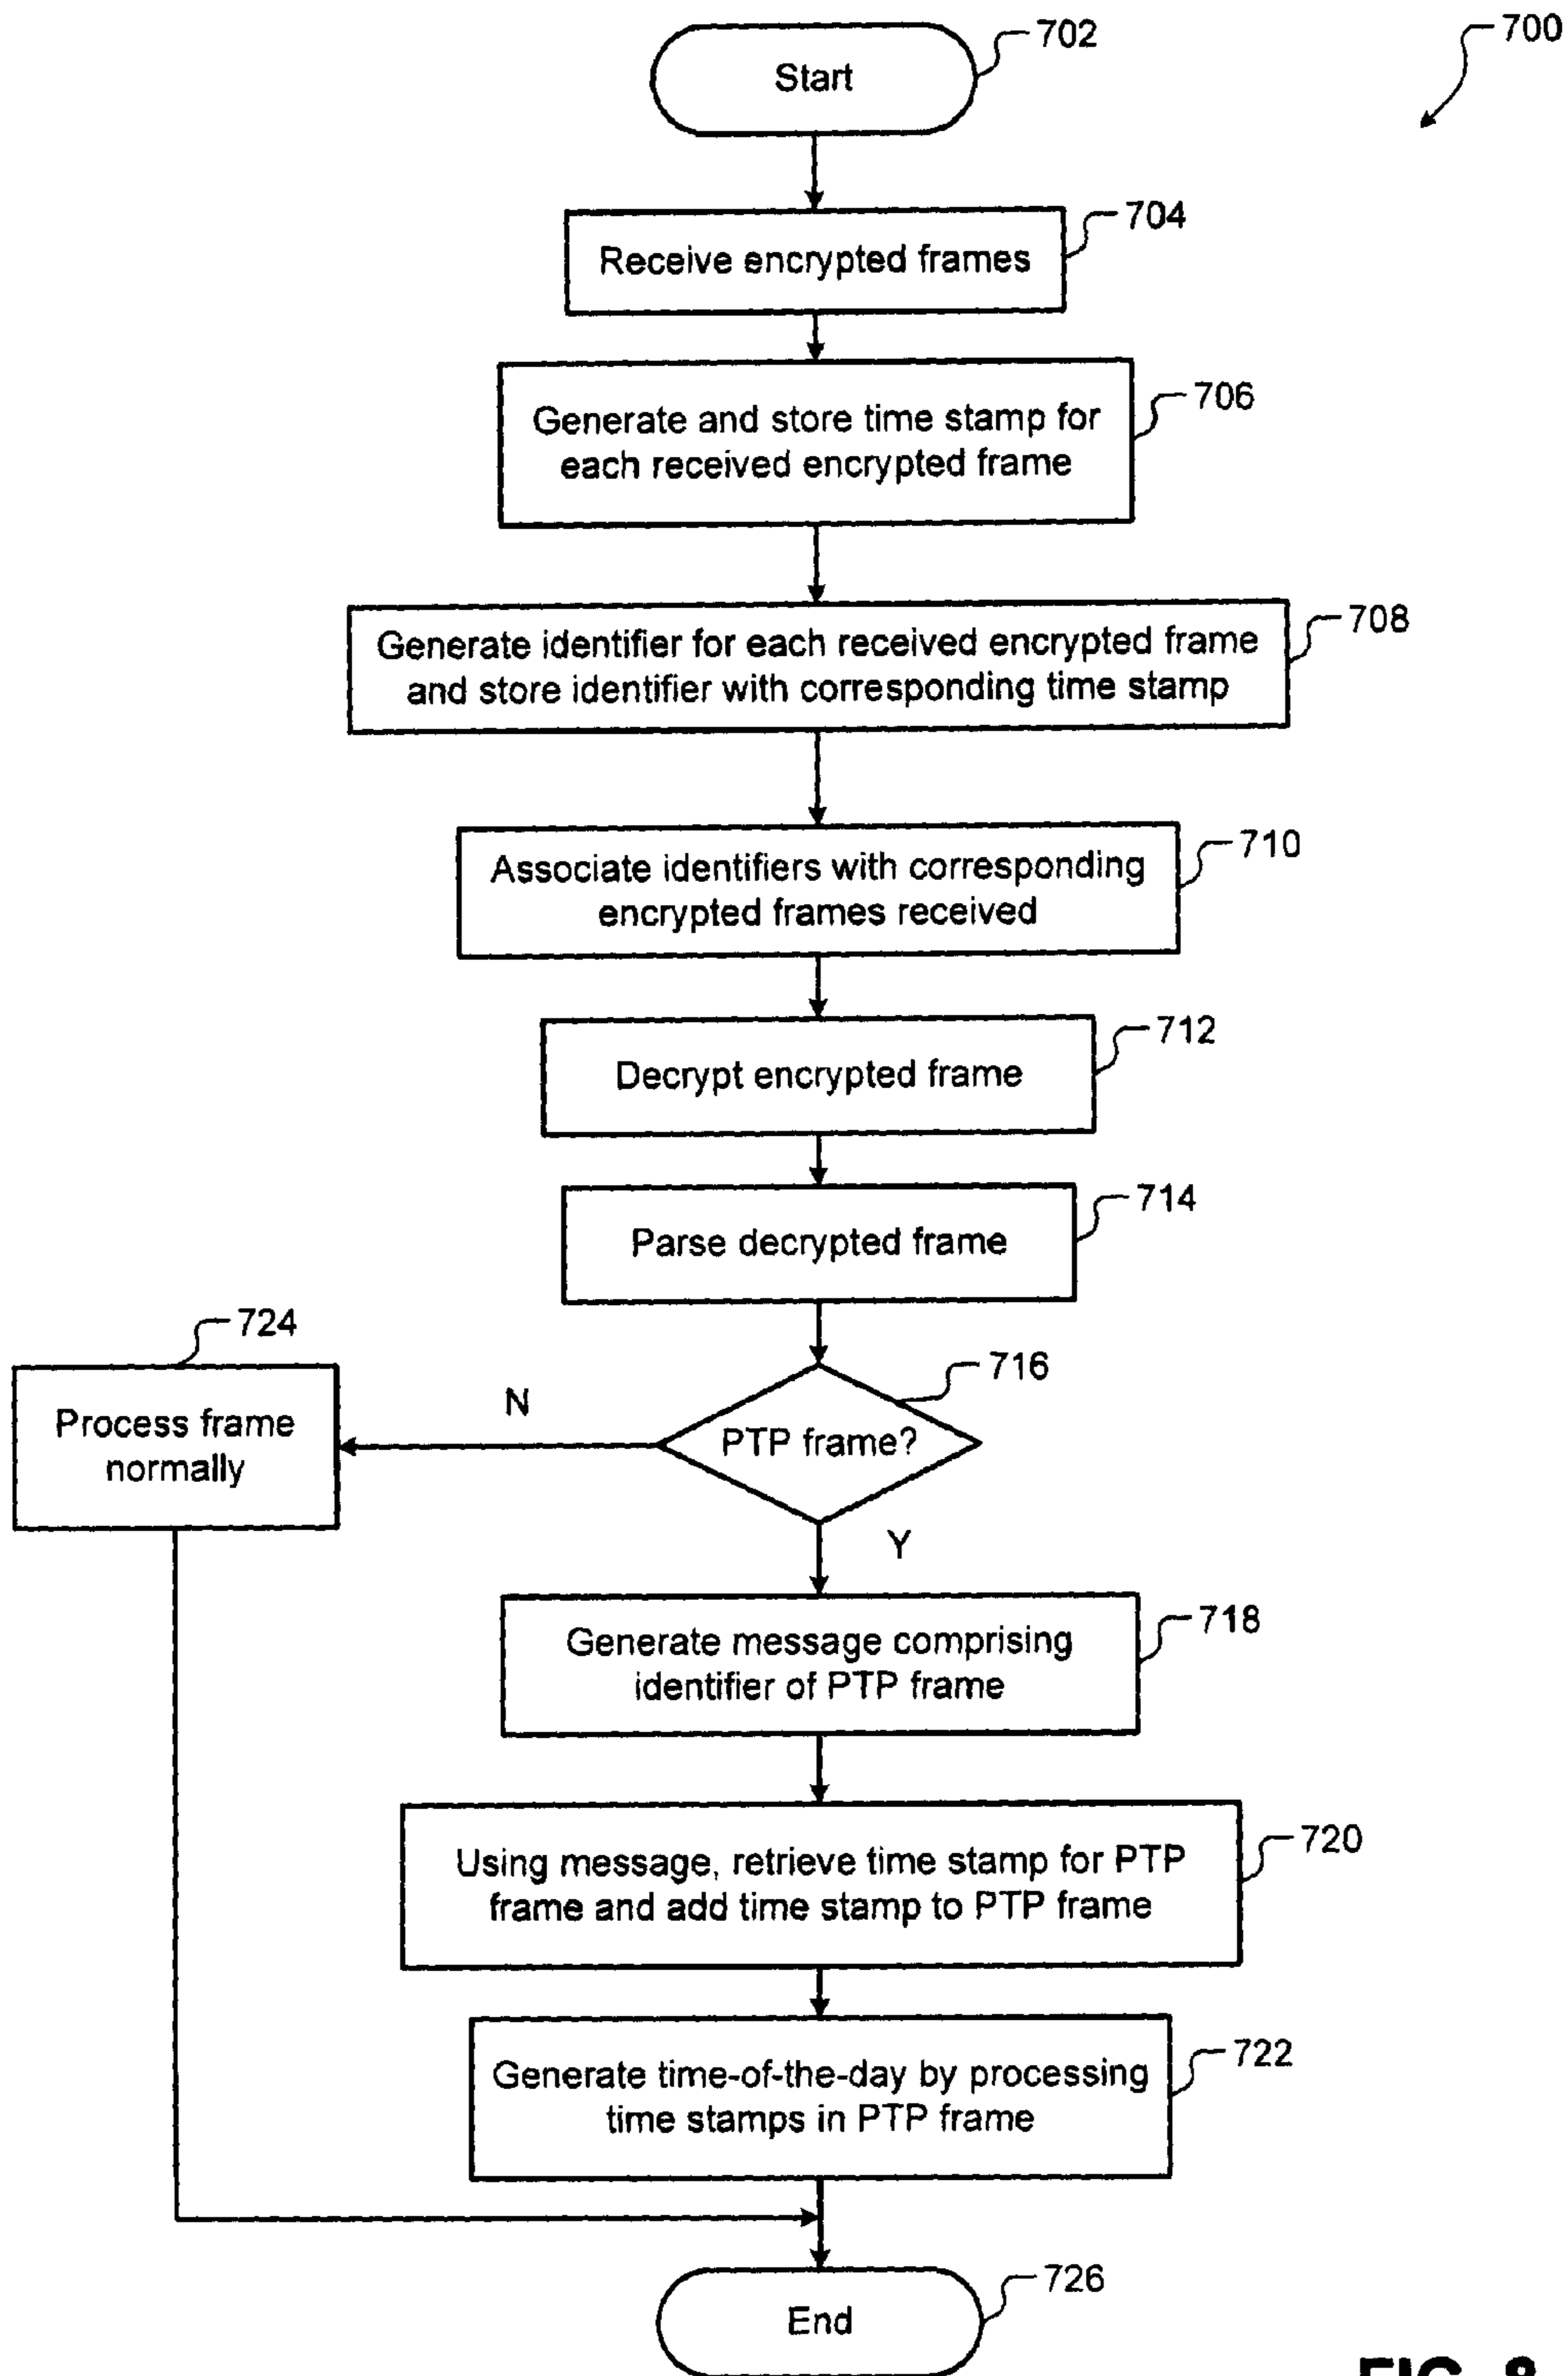 702
700
Start
704
Receive encrypted frames
706
Generate and store time stamp for
each received encrypted frame
708
Generate identifier for each received encrypted frame
and store identifier with corresponding time stamp
710
Associate identifiers with corresponding
encrypted frames received
712
Decrypt encrypted frame
714
Parse decrypted frame
724
716
Process frame
normally
N
PTP frame?
Y
718
Generate message comprising
identifier of PTP frame
720
Using message, retrieve time stamp for PTP
frame and add time stamp to PTP frame
722
Generate time-of-the-day by processing
time stamps in PTP frame
726
End
FIG. 8